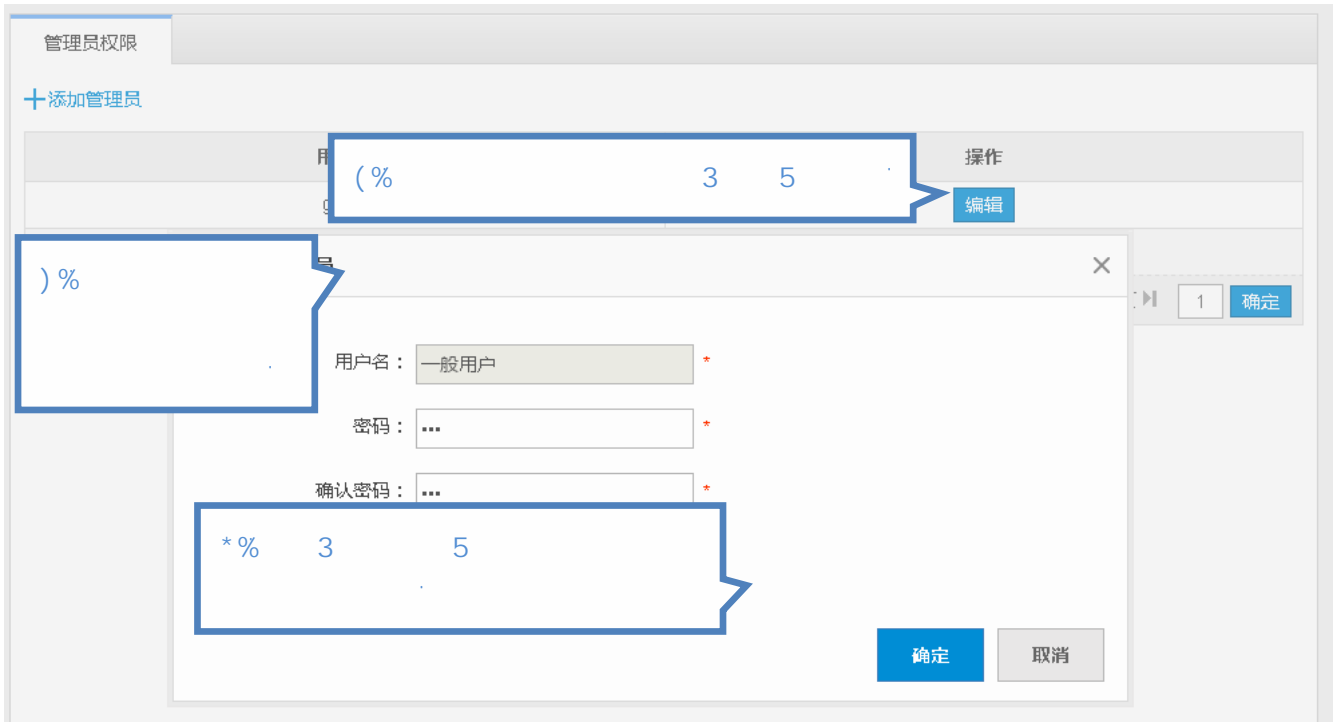 管理员权限
添加管理员
操作
(% 3 5 .
编辑
)%
.
员
1 确定
用户名： 一般用户 *
密码： ••• *
确认密码： ••• *
*% 3 5
.
确定 取消